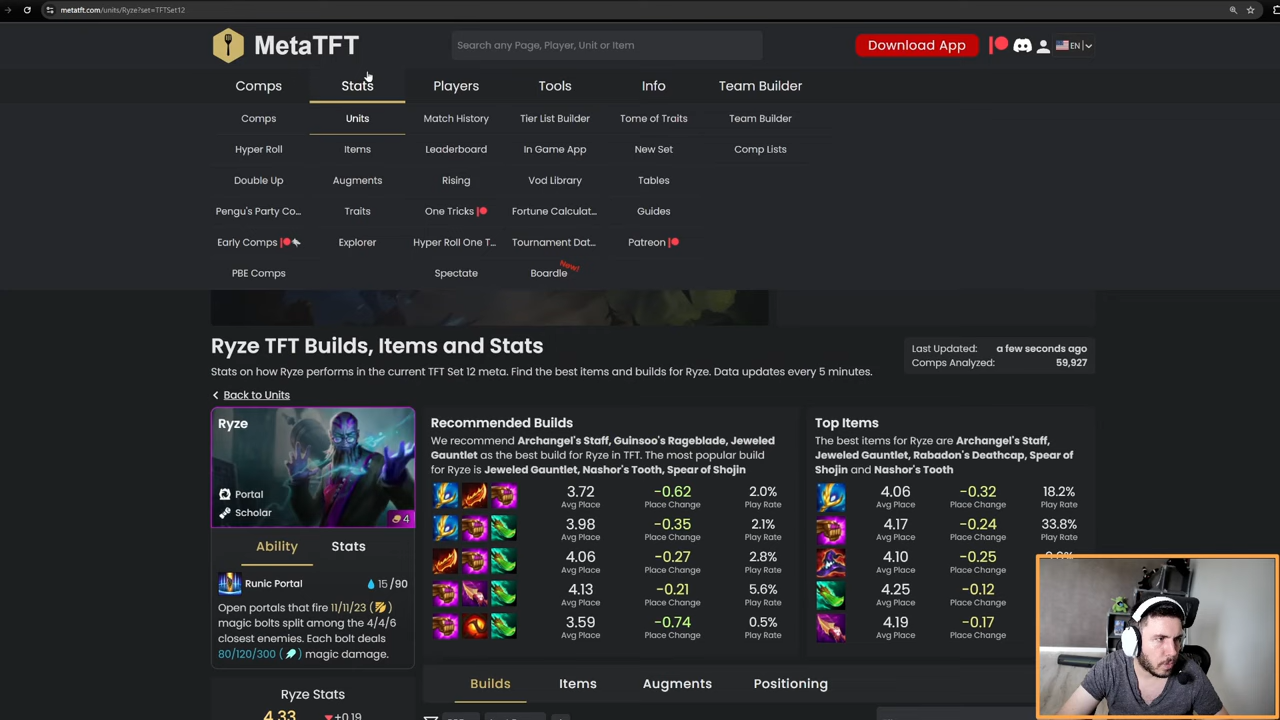 metatft.com/units/Ryze?set=TFTSet12
MetaTFT
Search any Page, Player, Unit or Item
Download App
EN
Comps Stats Players Tools Info Team Builder
Comps Units Match History Tier List Builder Tome of Traits Team Builder
Hyper Roll Items Leaderboard In Game App New Set Comp Lists
Double Up Augments Rising Vod Library Tables
Pengu's Party Co... Traits One Tricks Fortune Calculat... Guides
Early Comps Explorer Hyper Roll One T... Tournament Dat... Patreon
PBE Comps Spectate Boardle New!
Ryze TFT Builds, Items and Stats
Stats on how Ryze performs in the current TFT Set 12 meta. Find the best items and builds for Ryze. Data updates every 5 minutes.
Last Updated: a few seconds ago
Comps Analyzed: 59,927
Back to Units
Ryze
Portal
Scholar
4
Ability Stats
Runic Portal 15/90
Open portals that fire 11/11/23 ( )
magic bolts split among the 4/4/6
closest enemies. Each bolt deals
80/120/300 ( ) magic damage.
Ryze Stats
4.33 +0.19
Recommended Builds
We recommend Archangel's Staff, Guinsoo's Rageblade, Jeweled
Gauntlet as the best build for Ryze in TFT. The most popular build
for Ryze is Jeweled Gauntlet, Nashor's Tooth, Spear of Shojin
3.72 -0.62 2.0%
Avg Place Place Change Play Rate
3.98 -0.35 2.1%
Avg Place Place Change Play Rate
4.06 -0.27 2.8%
Avg Place Place Change Play Rate
4.13 -0.21 5.6%
Avg Place Place Change Play Rate
3.59 -0.74 0.5%
Avg Place Place Change Play Rate
Top Items
The best items for Ryze are Archangel's Staff,
Jeweled Gauntlet, Rabadon's Deathcap, Spear of
Shojin and Nashor's Tooth
4.06 -0.32 18.2%
Avg Place Place Change Play Rate
4.17 -0.24 33.8%
Avg Place Place Change Play Rate
4.10 -0.25
Avg Place Place Change
4.25 -0.12
Avg Place Place Change
4.19 -0.17
Avg Place Place Change
Builds Items Augments Positioning